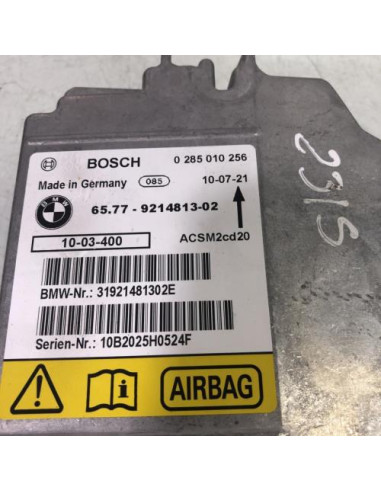 BOSCH 0 285 010 256
Made in Germany 085 10-07-21
BMW 65.77 - 9214813-02
10-03-400 ACSM2cd20
BMW-Nr.: 31921481302E
Serien-Nr.: 10B2025H0524F
AIRBAG